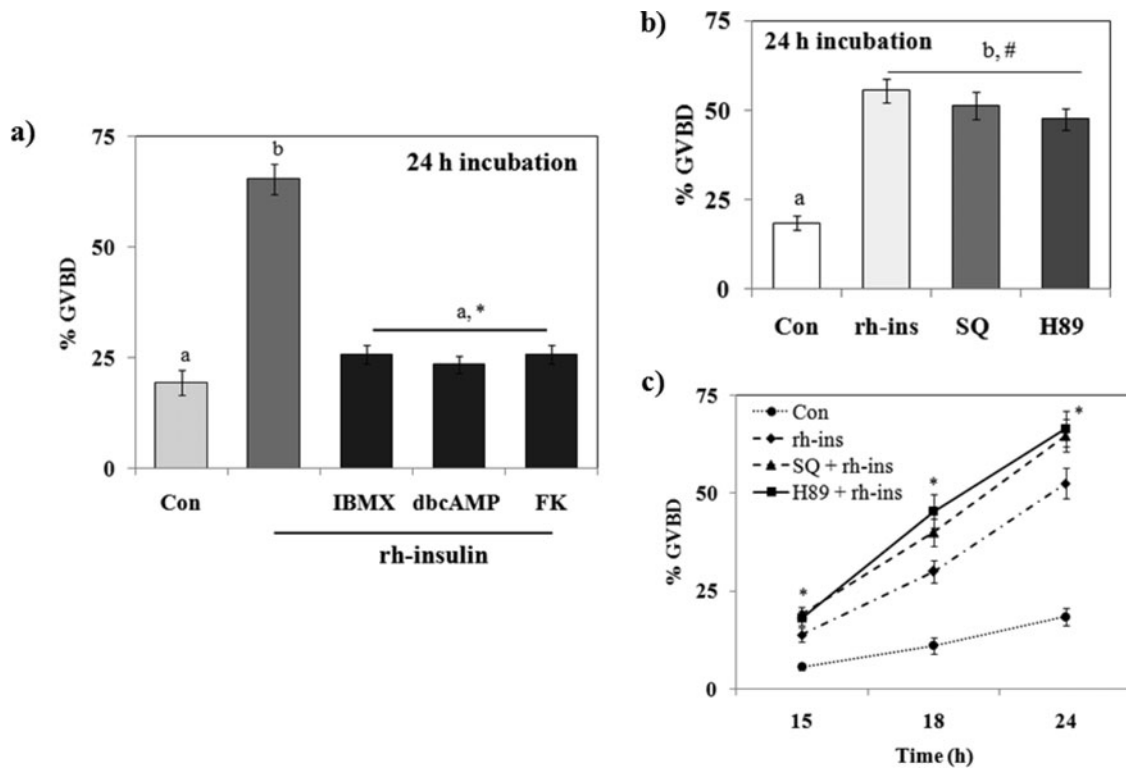 a)
75
50
25
0
% GVBD
24 h incubation
a
b
a, *
Con
IBMX dbcAMP FK
rh-insulin
b)
75
50
25
0
% GVBD
24 h incubation
a
b, #
Con rh-ins SQ H89
c)
75
50
25
0
% GVBD
Con
rh-ins
SQ + rh-ins
H89 + rh-ins
*
*
*
15 18 24
Time (h)